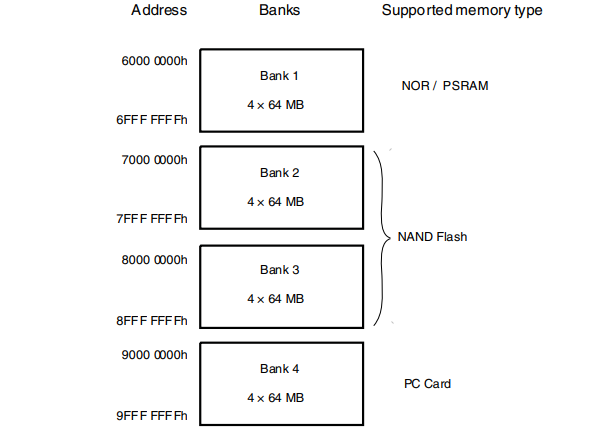 Address Banks Supported memory type
6000 0000h
Bank 1
NOR / PSRAM
4 × 64 MB
6FFF FFFFh
7000 0000h
Bank 2
4 × 64 MB
7FFF FFFFh
NAND Flash
8000 0000h
Bank 3
4 × 64 MB
8FFF FFFFh
9000 0000h
Bank 4
PC Card
4 × 64 MB
9FFF FFFFh